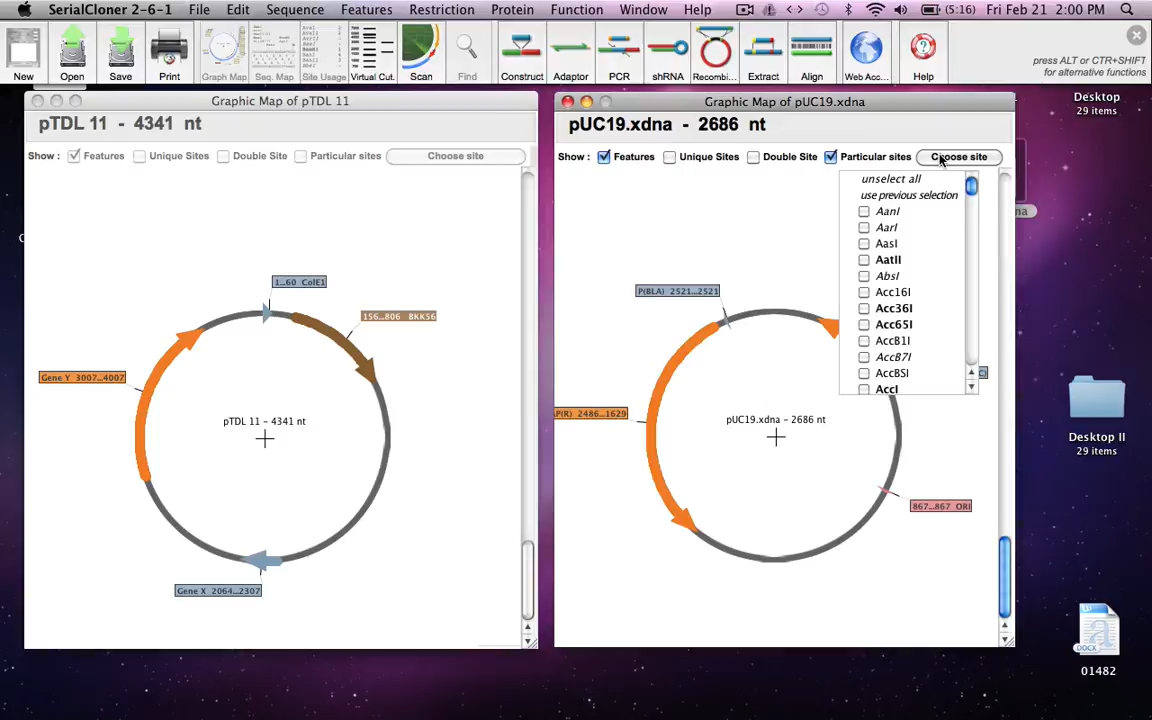 SerialCloner 2-6-1 File Edit Sequence Features Restriction Protein Function Window Help (5:16) Fri Feb 21 2:00 PM
New Open Save Print Graph Map Seq. Map Site Usage Virtual Cut. Scan Find Construct Adaptor PCR shRNA Recombi... Extract Align Web Acc... Help
press ALT or CTR+SHIFT
for alternative functions
Graphic Map of pTDL 11
pTDL 11 - 4341 nt
Show : Features Unique Sites Double Site Particular sites Choose site
1...60 ColE1
156...806 BKK56
Gene Y 3007...4007
pTDL 11 - 4341 nt
Gene X 2064...2307
Graphic Map of pUC19.xdna
pUC19.xdna - 2686 nt
Show : Features Unique Sites Double Site Particular sites Choose site
unselect all
use previous selection
AanI
AarI
AasI
AatII
AbsI
Acc16I
Acc36I
Acc65I
AccB1I
AccB7I
AccBSI
AccI
P(BLA) 2521...2521
AP(R) 2486...1629
pUC19.xdna - 2686 nt
867...867 ORI
Desktop
29 items
Desktop II
29 items
DOCX
01482